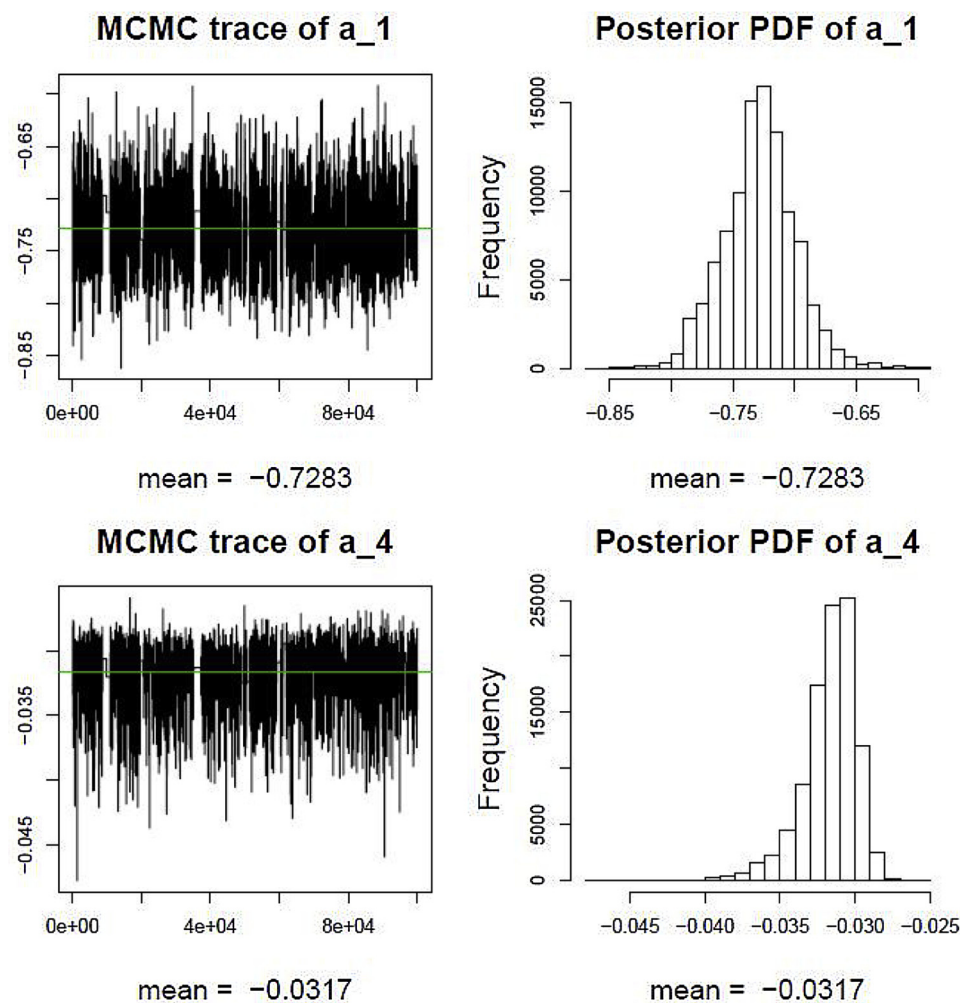 MCMC trace of a_1
Posterior PDF of a_1
−0.65
−0.75
−0.85
0e+00 4e+04 8e+04
mean = −0.7283
Frequency
15000
10000
5000
0
−0.85 −0.75 −0.65
mean = −0.7283
MCMC trace of a_4
Posterior PDF of a_4
−0.035
−0.045
0e+00 4e+04 8e+04
mean = −0.0317
Frequency
25000
15000
5000
0
−0.045 −0.040 −0.035 −0.030 −0.025
mean = −0.0317